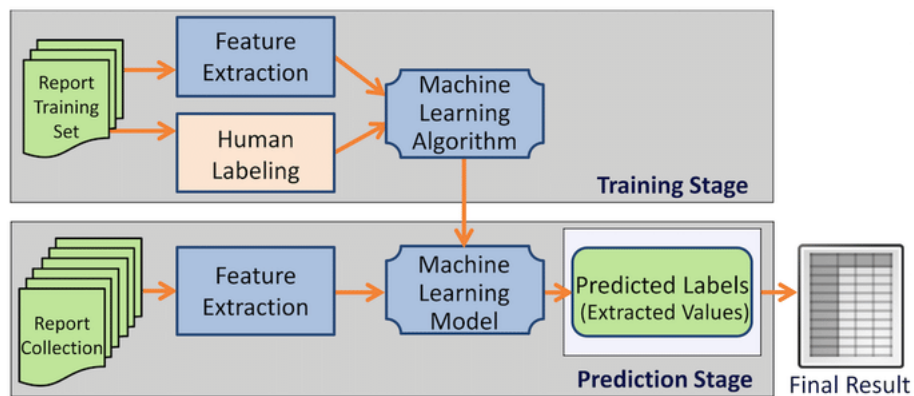 Report
Training
Set
Feature
Extraction
Human
Labeling
Machine
Learning
Algorithm
Training Stage
Report
Collection
Feature
Extraction
Machine
Learning
Model
Predicted Labels
(Extracted Values)
Prediction Stage
Final Result